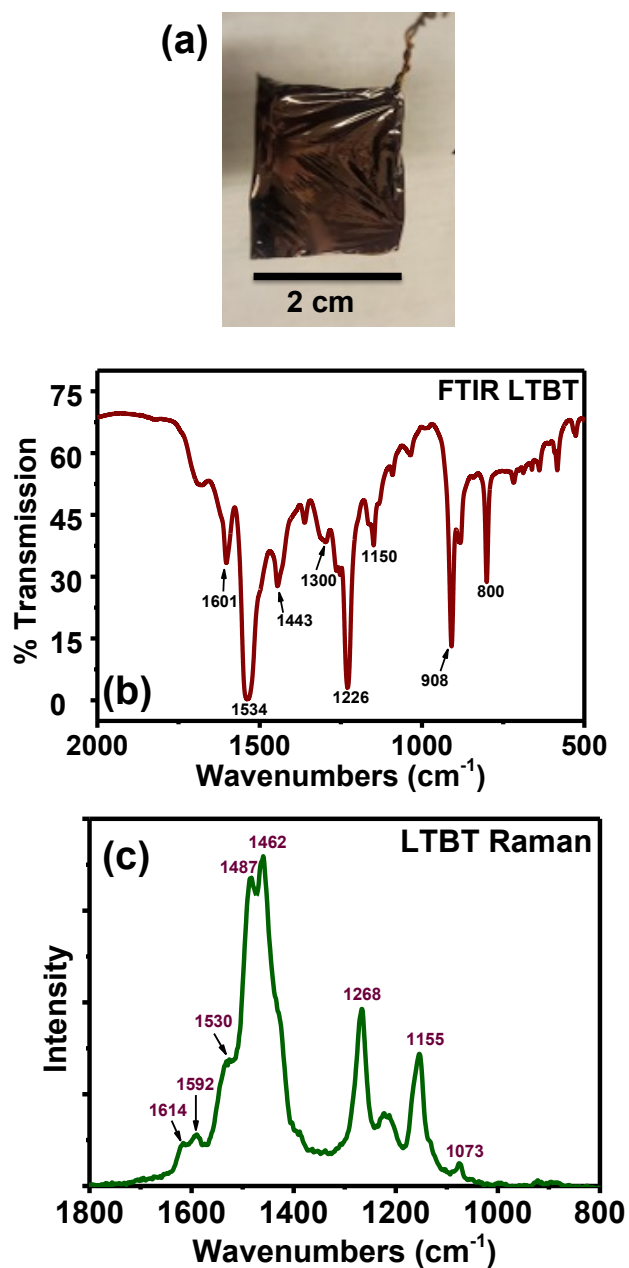 (a)
2 cm
FTIR LTBT
75
60
45
30
15
0
% Transmission
1601
1534
1443
1300
1226
1150
908
800
(b)
2000 1500 1000 500
Wavenumbers (cm⁻¹)
(c)
LTBT Raman
1462
1487
1530
1592
1614
1268
1155
1073
Intensity
1800 1600 1400 1200 1000 800
Wavenumbers (cm⁻¹)